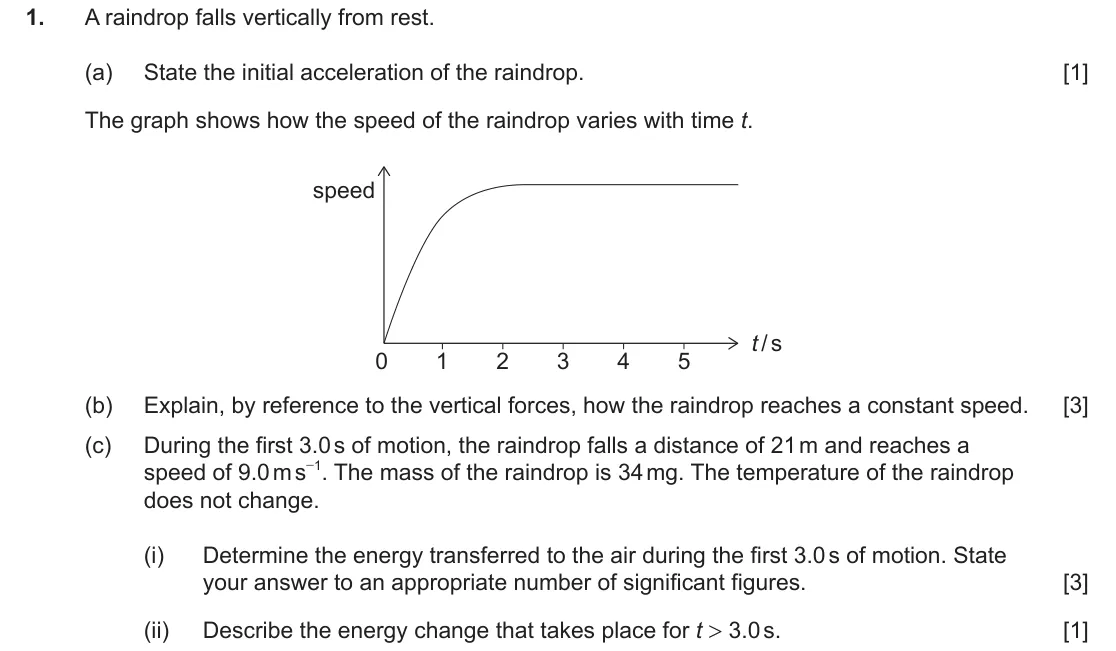 1. A raindrop falls vertically from rest.
(a) State the initial acceleration of the raindrop. [1]
The graph shows how the speed of the raindrop varies with time t.
speed
t/s
0 1 2 3 4 5
(b) Explain, by reference to the vertical forces, how the raindrop reaches a constant speed. [3]
(c) During the first 3.0 s of motion, the raindrop falls a distance of 21 m and reaches a
speed of 9.0 m s⁻¹. The mass of the raindrop is 34 mg. The temperature of the raindrop
does not change.
(i) Determine the energy transferred to the air during the first 3.0 s of motion. State
your answer to an appropriate number of significant figures. [3]
(ii) Describe the energy change that takes place for t > 3.0 s. [1]